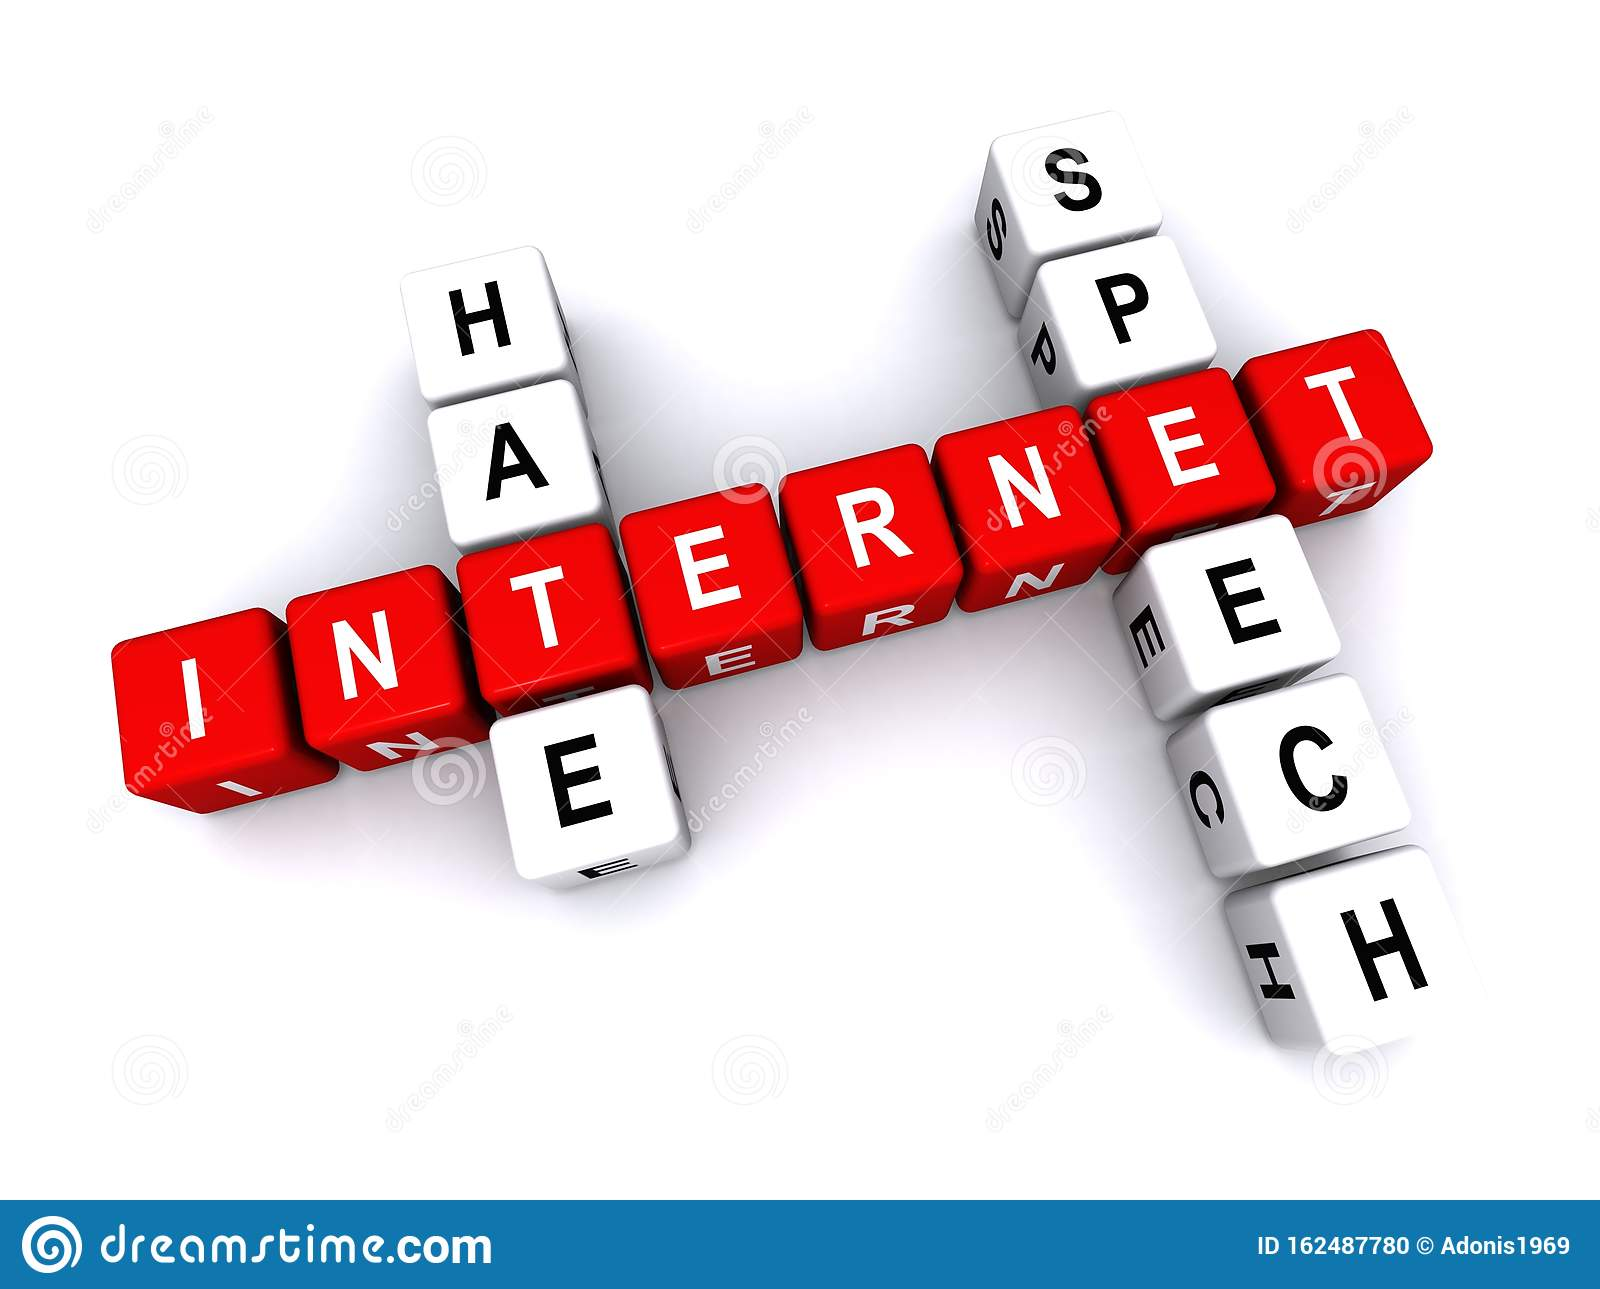 HATE
SPEECH
INTERNET
dreamstime.com
ID 162487780 © Adonis1969